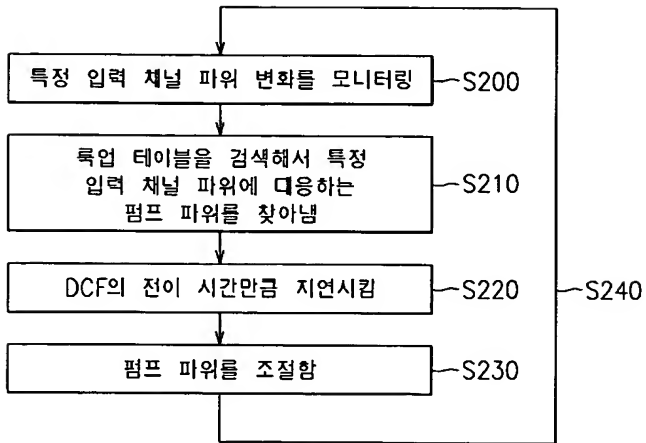 특정 입력 채널 파워 변화를 모니터링
S200
룩업 테이블을 검색해서 특정
입력 채널 파워에 대응하는
펌프 파워를 찾아냄
S210
DCF의 전이 시간만큼 지연시킴
S220
S240
펌프 파워를 조절함
S230